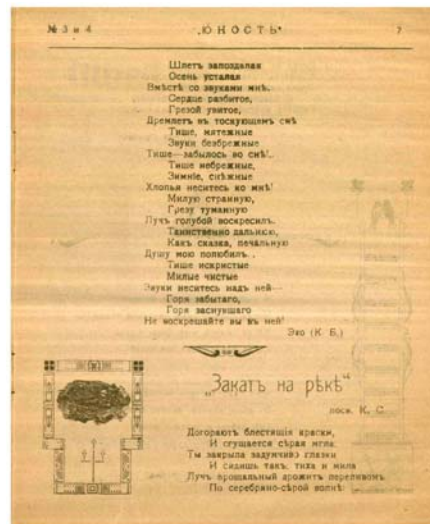 № 3 и 4 „ЮНОСТЬ" 7
Шлетъ запоздалая
Осень усталая
Вмѣстѣ со звуками мнѣ.
Сердце разбитое,
Грезой увитое,
Дремлетъ въ тоскующемъ снѣ
Тише, мятежные
Звуки безбрежные
Тише—забылось во снѣ!..
Тише небрежные,
Зимніе, снѣжные
Хлопья неситесь ко мнѣ!
Милую странную,
Грезу туманную
Лучъ голубой воскресилъ.
Таинственно дальнюю,
Какъ сказка, печальную
Душу мою полюбилъ..
Тише искристые
Милые чистые
Звуки неситесь надъ ней—
Горя забытаго,
Горя заснувшаго
Не воскрешайте вы въ ней!
Эхо (К. Б.)
„Закатъ на рѣкѣ"
посв. К. С.
Догораютъ блестящія краски,
И сгущается сѣрая мгла
Ты закрыла задумчиво глазки
И сидишь такъ, тиха и мила
Лучъ прощальный дрожитъ переливомъ
По серебряно-сѣрой волнѣ